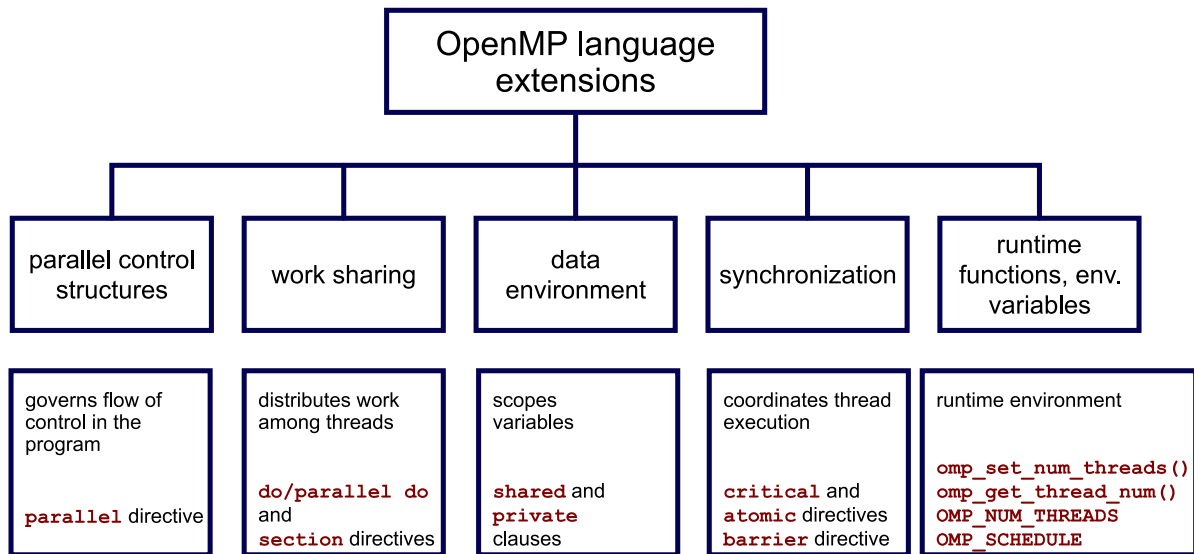 OpenMP language
extensions
parallel control
structures
work sharing
data
environment
synchronization
runtime
functions, env.
variables
governs flow of
control in the
program
parallel directive
distributes work
among threads
do/parallel do
and
section directives
scopes
variables
shared and
private
clauses
coordinates thread
execution
critical and
atomic directives
barrier directive
runtime environment
omp_set_num_threads()
omp_get_thread_num()
OMP_NUM_THREADS
OMP_SCHEDULE